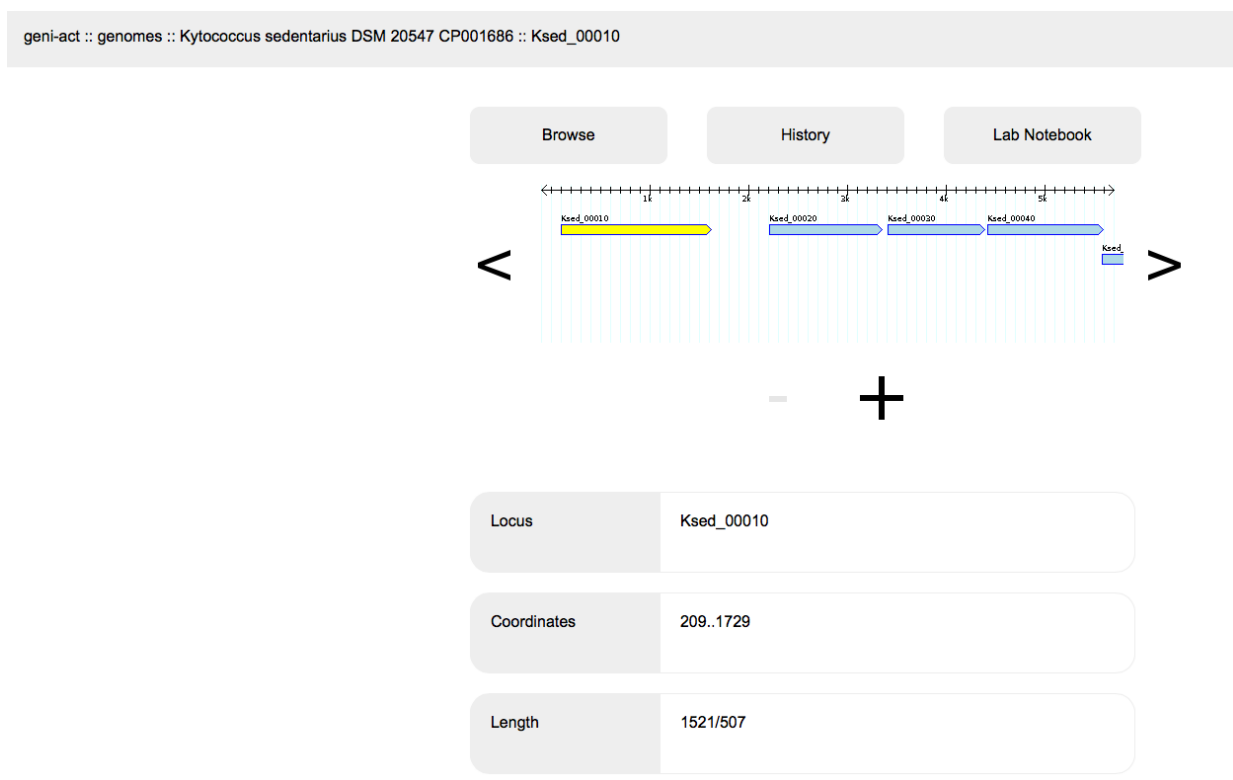 geni-act :: genomes :: Kytococcus sedentarius DSM 20547 CP001686 :: Ksed_00010
Browse History Lab Notebook
1k 2k 3k 4k 5k
Ksed_00010 Ksed_00020 Ksed_00030 Ksed_00040
Ksed_
< >
- +
Locus Ksed_00010
Coordinates 209..1729
Length 1521/507